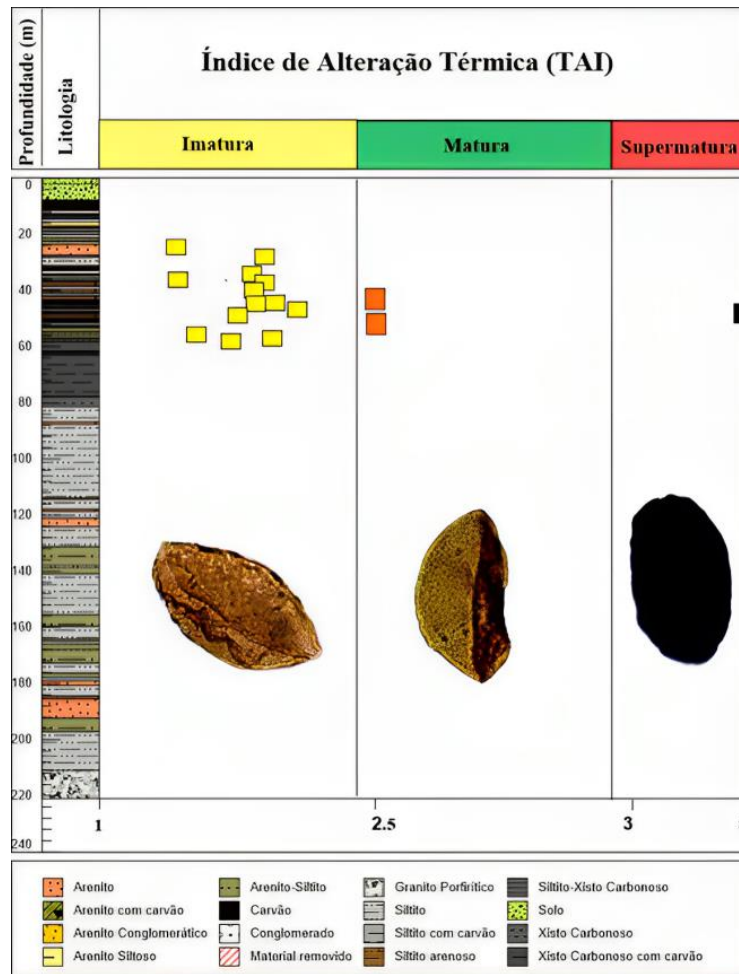 Profundidade (m)
Litologia
Índice de Alteração Térmica (TAI)
Imatura
Matura
Supermatura
0
20
40
60
80
100
120
140
160
180
200
220
240
1
2.5
3
Arenito
Arenito com carvão
Arenito Conglomerático
Arenito Siltoso
Arenito-Siltito
Carvão
Conglomerado
Material removido
Granito Porfirítico
Siltito
Siltito com carvão
Siltito arenoso
Siltito-Xisto Carbonoso
Solo
Xisto Carbonoso
Xisto Carbonoso com carvão